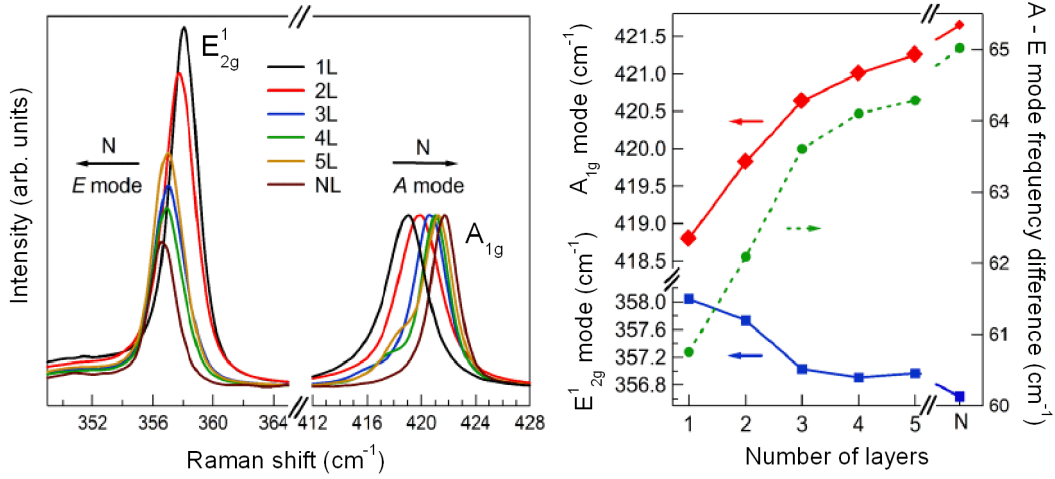 E¹₂g
1L
2L
3L
4L
5L
NL
N
E mode
N
A mode
A₁g
Intensity (arb. units)
352 356 360 364 412 416 420 424 428
Raman shift (cm⁻¹)
421.5
421.0
420.5
420.0
419.5
419.0
418.5
358.0
357.6
357.2
356.8
A₁g mode (cm⁻¹)
E¹₂g mode (cm⁻¹)
65
64
63
62
61
60
A - E mode frequency difference (cm⁻¹)
1 2 3 4 5 N
Number of layers